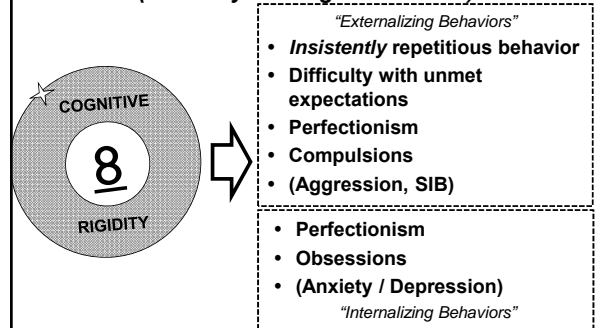 COGNITIVE
8
RIGIDITY
“Externalizing Behaviors”
• Insistently repetitious behavior
• Difficulty with unmet
expectations
• Perfectionism
• Compulsions
• (Aggression, SIB)
• Perfectionism
• Obsessions
• (Anxiety / Depression)
“Internalizing Behaviors”